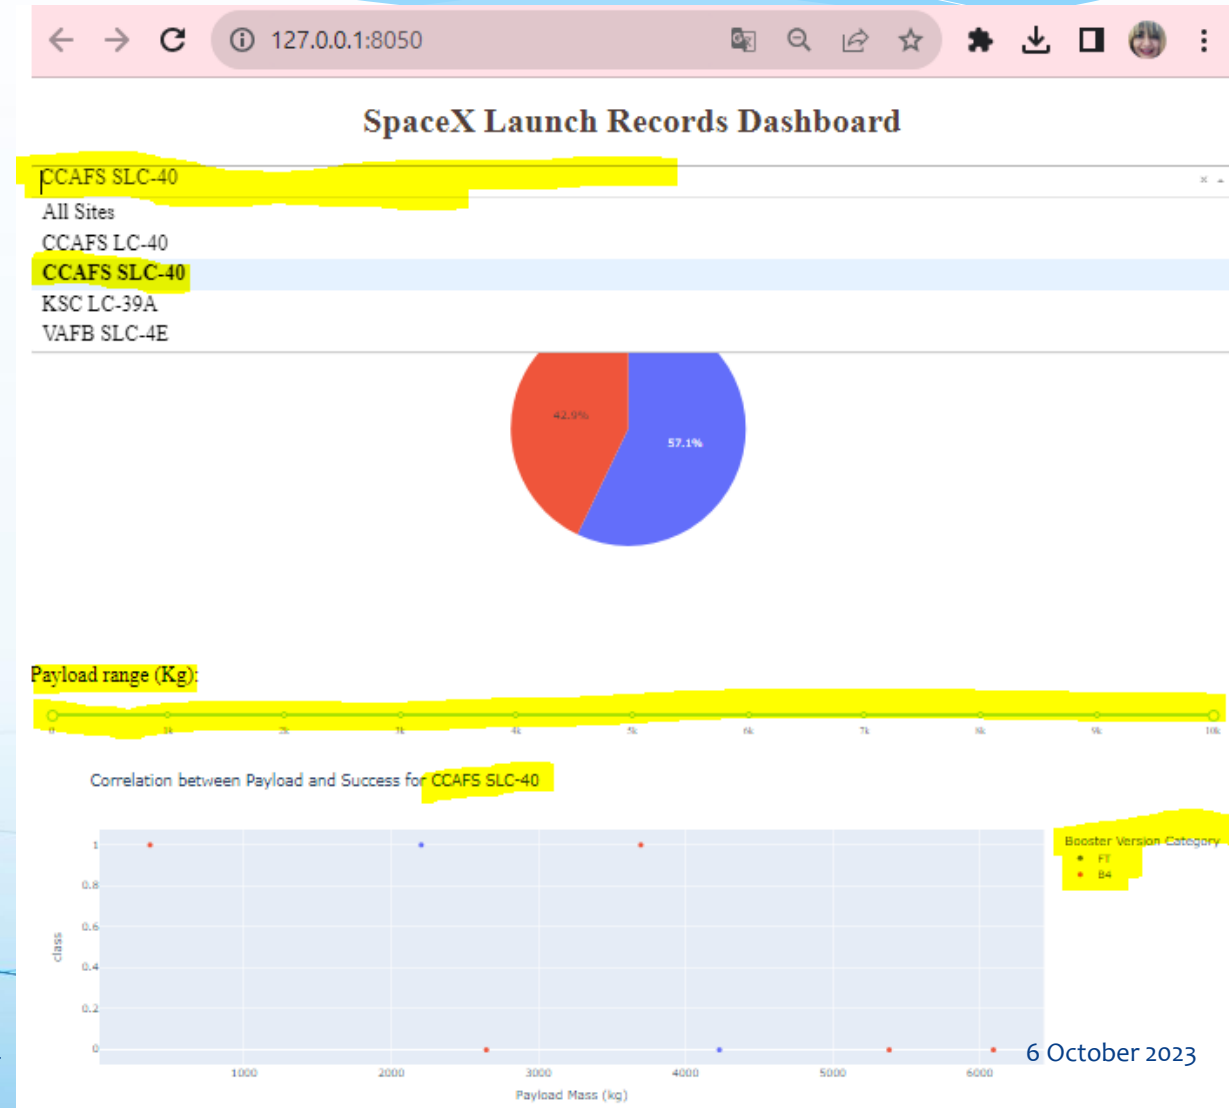 127.0.0.1:8050
SpaceX Launch Records Dashboard
CCAFS SLC-40
All Sites
CCAFS LC-40
CCAFS SLC-40
KSC LC-39A
VAFB SLC-4E
42.9%
57.1%
Payload range (Kg):
0 1k 2k 3k 4k 5k 6k 7k 8k 9k 10k
Correlation between Payload and Success for CCAFS SLC-40
Booster Version Category
FT
B4
1
0.8
0.6
0.4
0.2
0
class
1000 2000 3000 4000 5000 6000
Payload Mass (kg)
6 October 2023